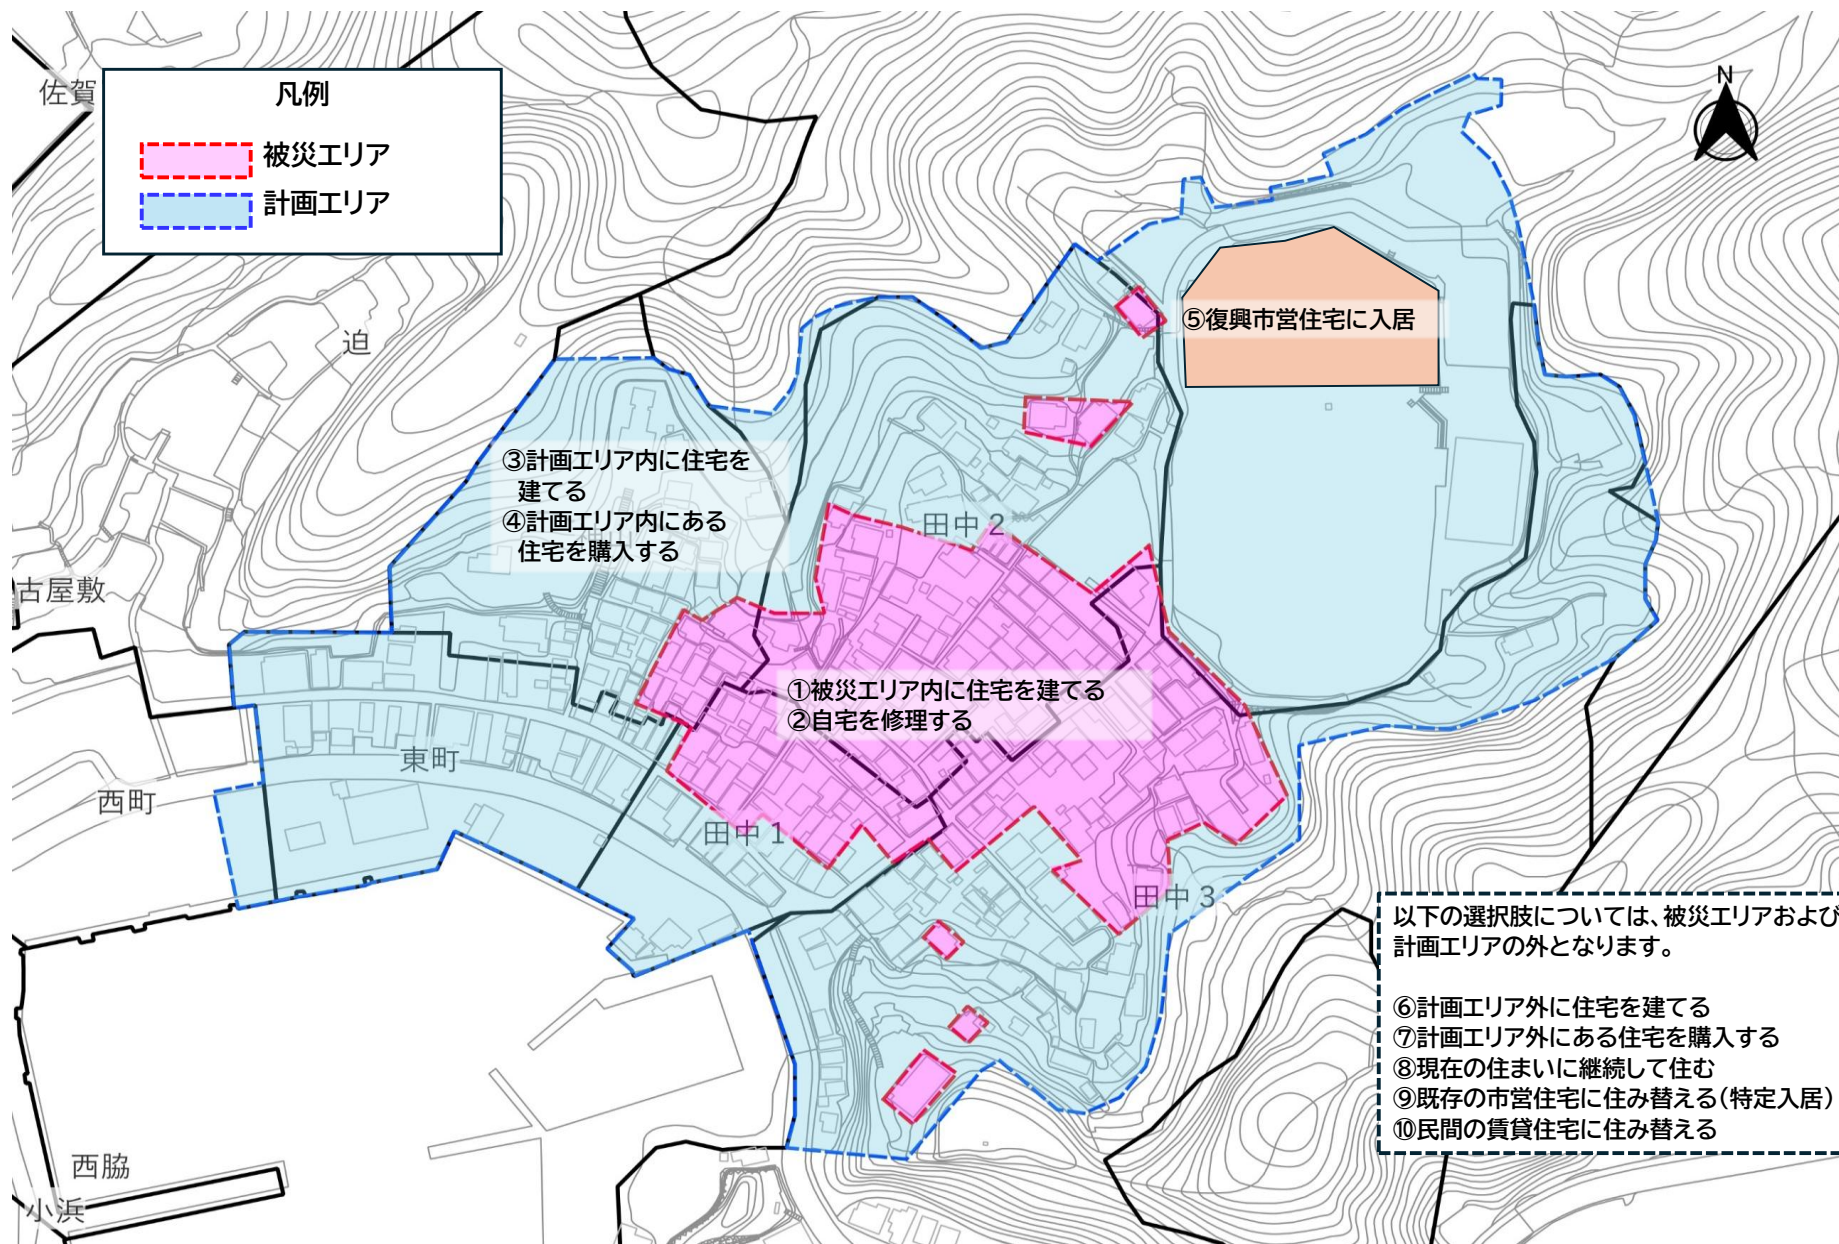 佐賀
凡例
被災エリア
計画エリア
N
迫
⑤復興市営住宅に入居
③計画エリア内に住宅を
建てる
④計画エリア内にある
住宅を購入する
田中2
古屋敷
①被災エリア内に住宅を建てる
②自宅を修理する
東町
西町
田中1
田中3
以下の選択肢については、被災エリアおよび
計画エリアの外となります。
⑥計画エリア外に住宅を建てる
⑦計画エリア外にある住宅を購入する
⑧現在の住まいに継続して住む
⑨既存の市営住宅に住み替える(特定入居)
⑩民間の賃貸住宅に住み替える
西脇
小浜